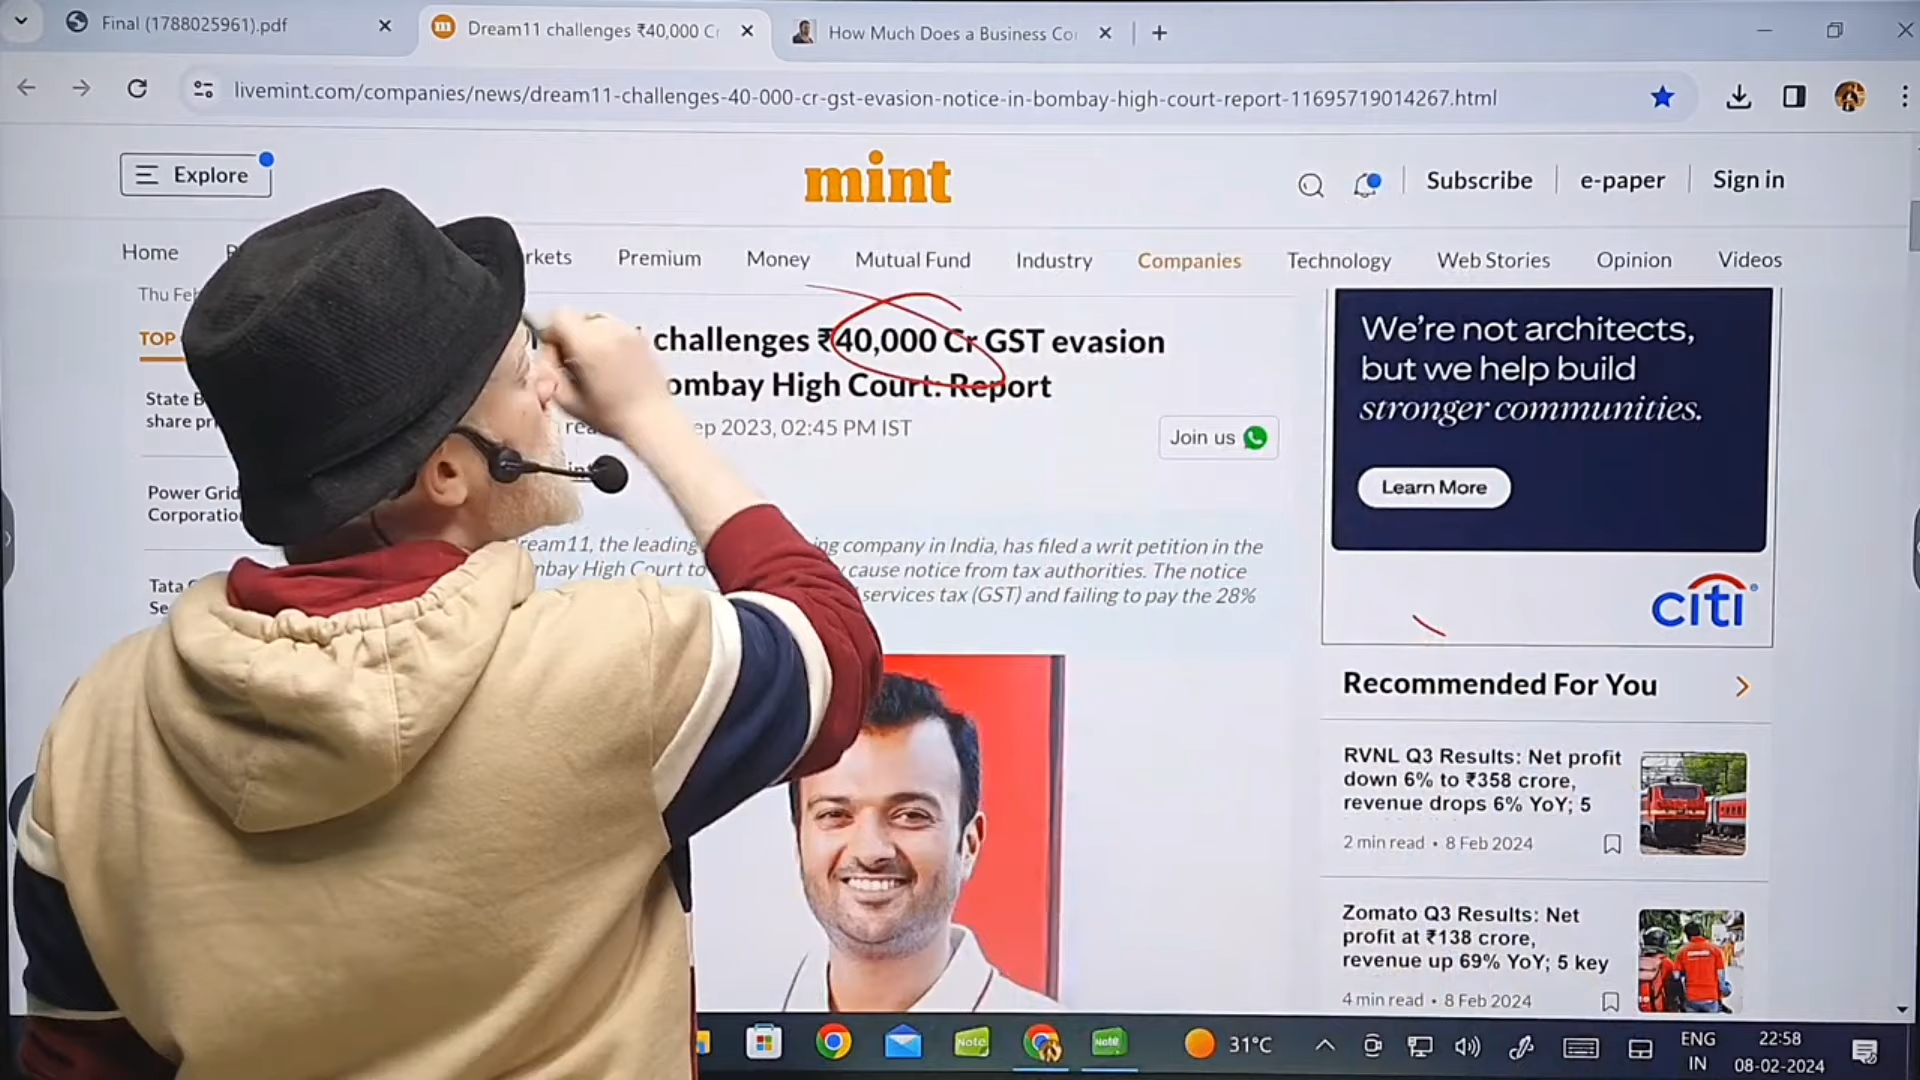 Final (1788025961).pdf
Dream11 challenges ₹40,000 Cr
How Much Does a Business Co
livemint.com/companies/news/dream11-challenges-40-000-cr-gst-evasion-notice-in-bombay-high-court-report-11695719014267.html
Explore
mint
Subscribe
e-paper
Sign in
Home
rkets
Premium
Money
Mutual Fund
Industry
Companies
Technology
Web Stories
Opinion
Videos
Thu Feb
TOP
State B
share pr
Power Grid
Corporation
Tata
Se
challenges ₹40,000 Cr GST evasion
ombay High Court: Report
rea ep 2023, 02:45 PM IST
Join us
ream11, the leading ng company in India, has filed a writ petition in the
nbay High Court to cause notice from tax authorities. The notice
services tax (GST) and failing to pay the 28%
We're not architects,
but we help build
stronger communities.
Learn More
citi
Recommended For You
RVNL Q3 Results: Net profit
down 6% to ₹358 crore,
revenue drops 6% YoY; 5
2 min read • 8 Feb 2024
Zomato Q3 Results: Net
profit at ₹138 crore,
revenue up 69% YoY; 5 key
4 min read • 8 Feb 2024
Note
Note
31°C
ENG
IN
22:58
08-02-2024